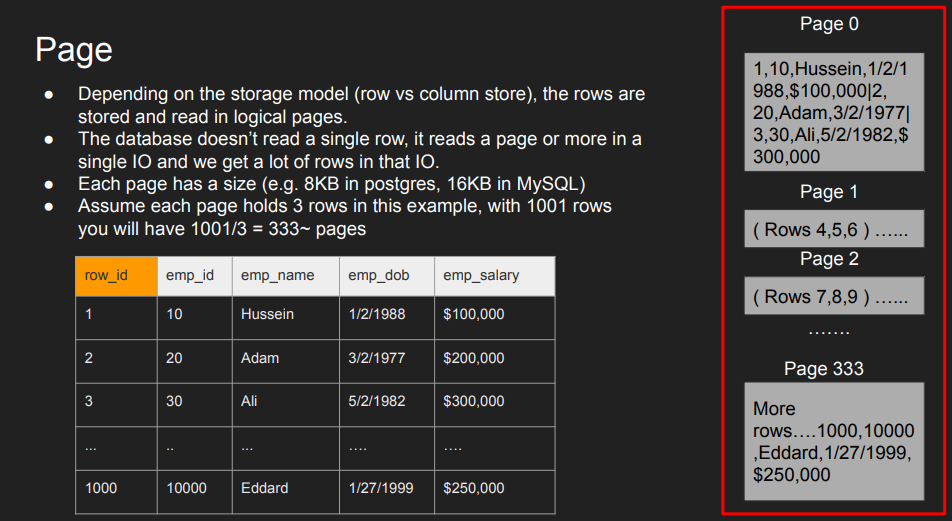 Page
● Depending on the storage model (row vs column store), the rows are
stored and read in logical pages.
● The database doesn’t read a single row, it reads a page or more in a
single IO and we get a lot of rows in that IO.
● Each page has a size (e.g. 8KB in postgres, 16KB in MySQL)
● Assume each page holds 3 rows in this example, with 1001 rows
you will have 1001/3 = 333~ pages
row_id emp_id emp_name emp_dob emp_salary
1 10 Hussein 1/2/1988 $100,000
2 20 Adam 3/2/1977 $200,000
3 30 Ali 5/2/1982 $300,000
... .. ... .... ....
1000 10000 Eddard 1/27/1999 $250,000
Page 0
1,10,Hussein,1/2/1
988,$100,000|2,
20,Adam,3/2/1977|
3,30,Ali,5/2/1982,$
300,000
Page 1
( Rows 4,5,6 ) …...
Page 2
( Rows 7,8,9 ) …...
…….
Page 333
More
rows….1000,10000
,Eddard,1/27/1999,
$250,000